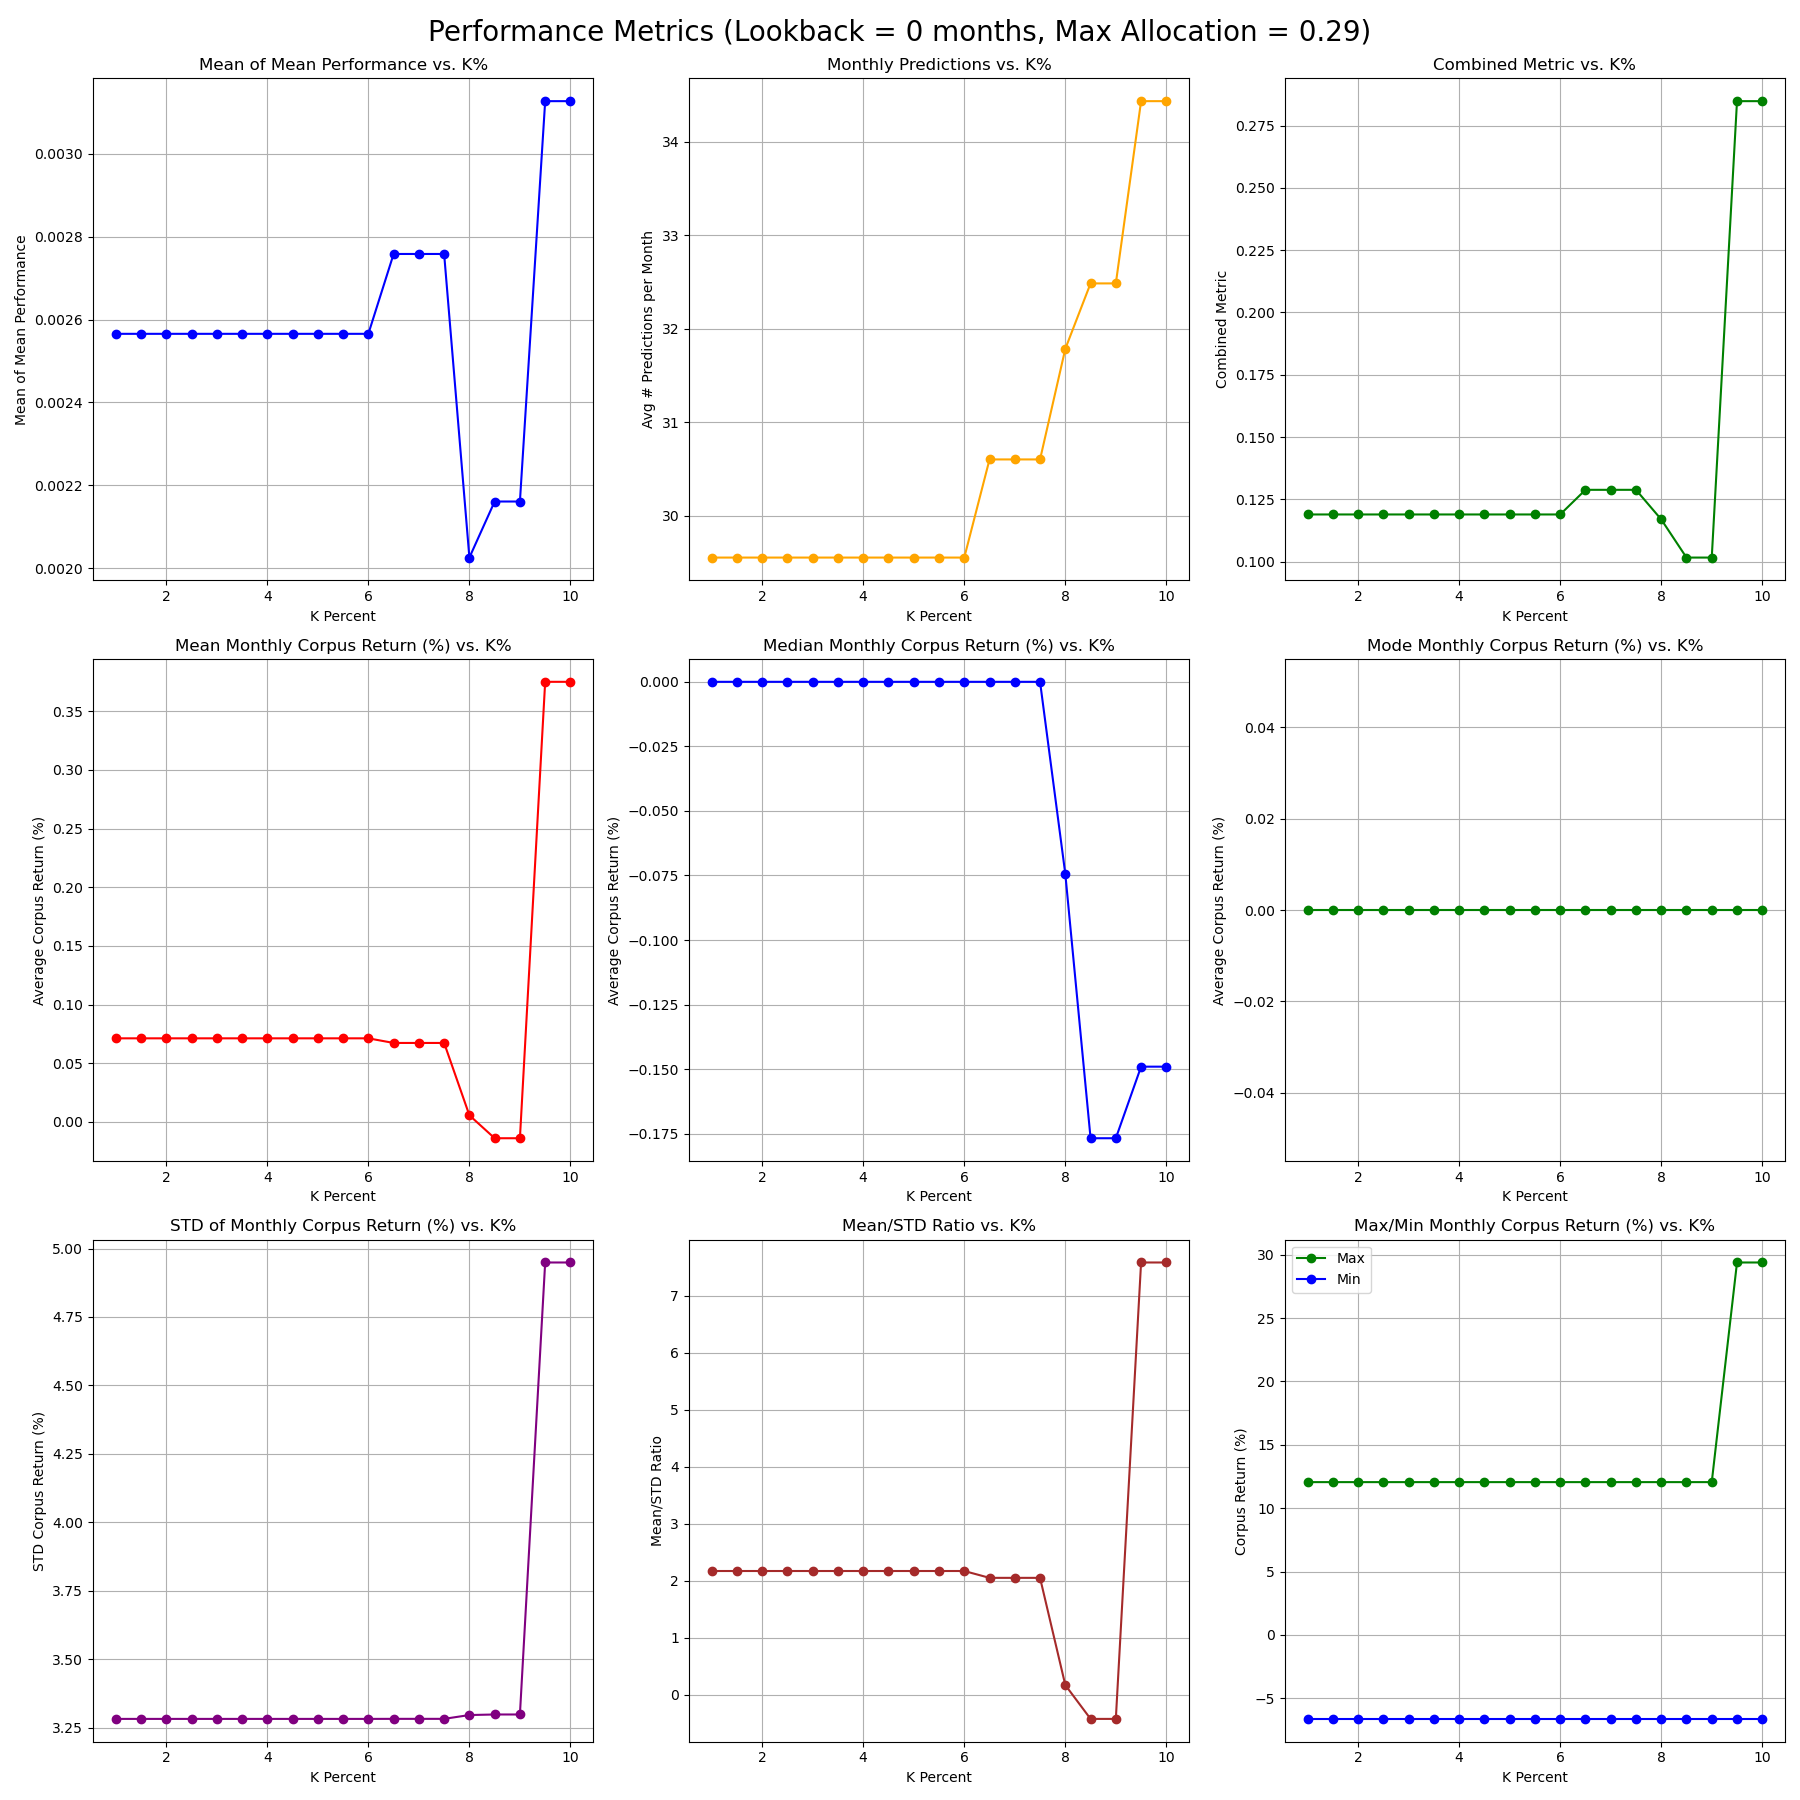 Performance Metrics (Lookback = 0 months, Max Allocation = 0.29)
Mean of Mean Performance vs. K%
Mean of Mean Performance
0.0030
0.0028
0.0026
0.0024
0.0022
0.0020
2 4 6 8 10
K Percent
Monthly Predictions vs. K%
Avg # Predictions per Month
34
33
32
31
30
2 4 6 8 10
K Percent
Combined Metric vs. K%
Combined Metric
0.275
0.250
0.225
0.200
0.175
0.150
0.125
0.100
2 4 6 8 10
K Percent
Mean Monthly Corpus Return (%) vs. K%
Average Corpus Return (%)
0.35
0.30
0.25
0.20
0.15
0.10
0.05
0.00
2 4 6 8 10
K Percent
Median Monthly Corpus Return (%) vs. K%
Average Corpus Return (%)
0.000
−0.025
−0.050
−0.075
−0.100
−0.125
−0.150
−0.175
2 4 6 8 10
K Percent
Mode Monthly Corpus Return (%) vs. K%
Average Corpus Return (%)
0.04
0.02
0.00
−0.02
−0.04
2 4 6 8 10
K Percent
STD of Monthly Corpus Return (%) vs. K%
STD Corpus Return (%)
5.00
4.75
4.50
4.25
4.00
3.75
3.50
3.25
2 4 6 8 10
K Percent
Mean/STD Ratio vs. K%
Mean/STD Ratio
7
6
5
4
3
2
1
0
2 4 6 8 10
K Percent
Max/Min Monthly Corpus Return (%) vs. K%
Corpus Return (%)
Max
Min
30
25
20
15
10
5
0
−5
2 4 6 8 10
K Percent